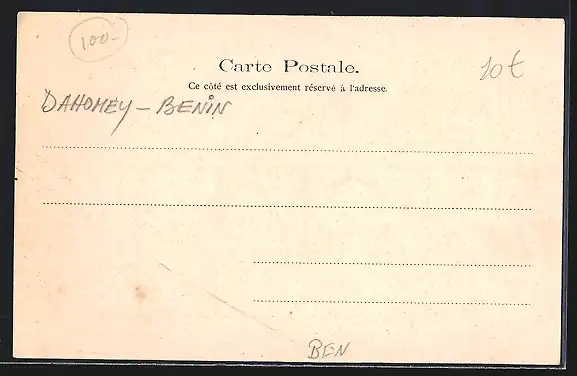 100-
Carte Postale.
10€
Ce côté est exclusivement réservé à l'adresse.
DAHOMEY - BENIN
BEN